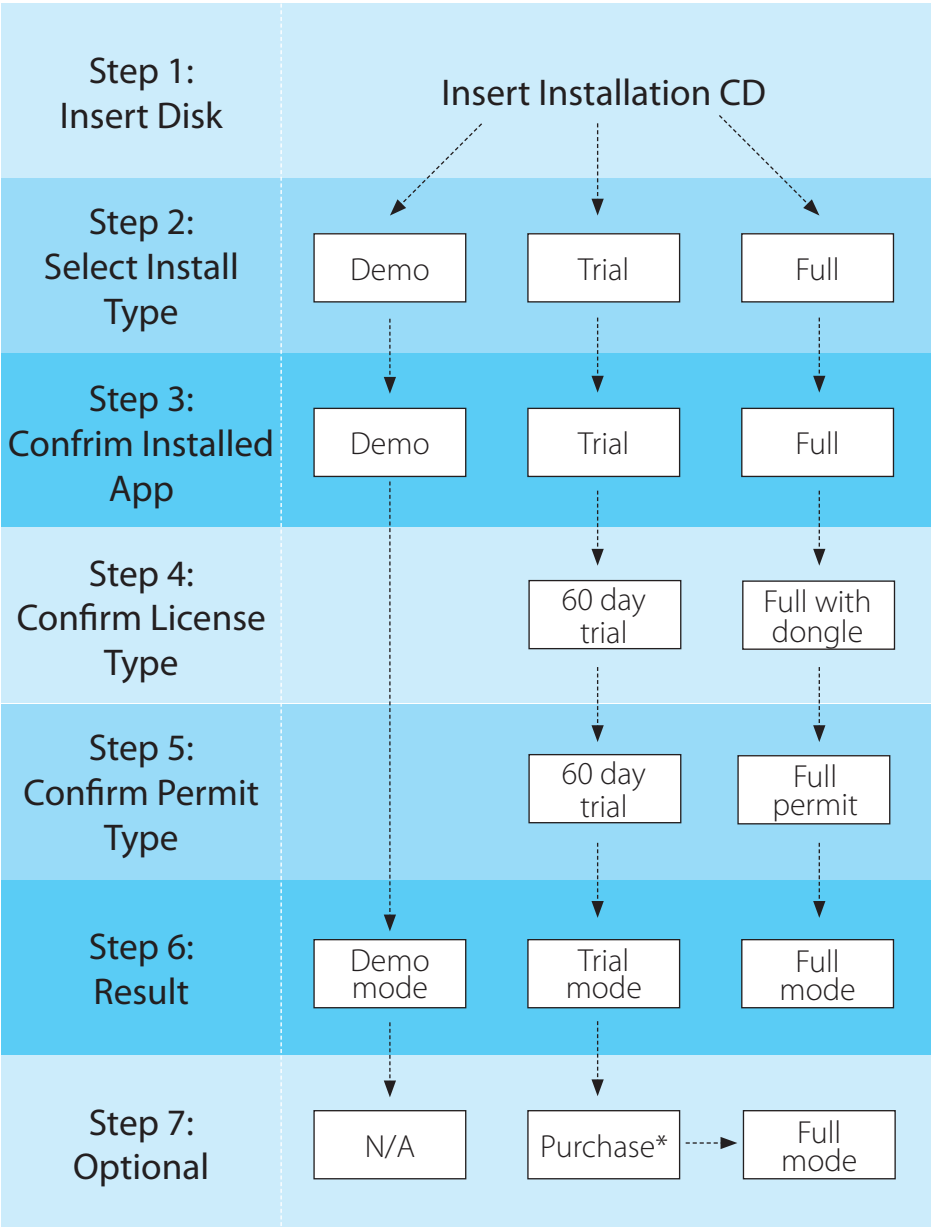 Step 1:
Insert Disk
Insert Installation CD
Step 2:
Select Install
Type
Demo
Trial
Full
Step 3:
Confrim Installed
App
Demo
Trial
Full
Step 4:
Confirm License
Type
60 day
trial
Full with
dongle
Step 5:
Confirm Permit
Type
60 day
trial
Full
permit
Step 6:
Result
Demo
mode
Trial
mode
Full
mode
Step 7:
Optional
N/A
Purchase*
Full
mode